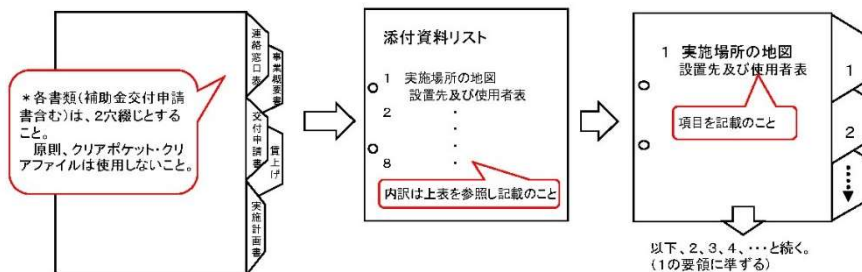 連絡窓口表
事業概要書
交付申請書
賃上げ
実施計画書
*各書類(補助金交付申請
書含む)は、2穴綴じとする
こと。
原則、クリアポケット・クリ
アファイルは使用しないこと。
添付資料リスト
1 実施場所の地図
設置先及び使用者表
2 ・
・
・
8 ・
内訳は上表を参照し記載のこと
1 実施場所の地図
設置先及び使用者表
項目を記載のこと
1
2
以下、2、3、4、・・・と続く。
(1の要領に準ずる)